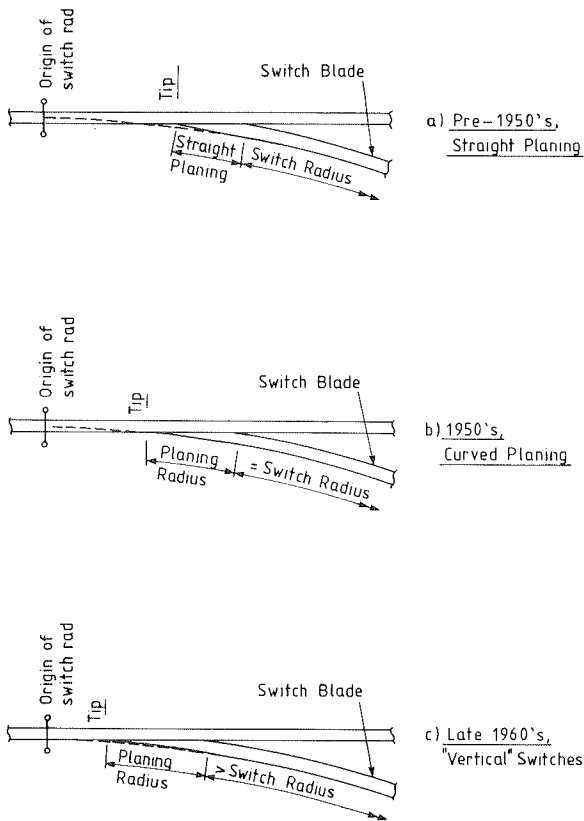 Origin of
switch rad
Tip
Switch Blade
Straight
Planing
Switch Radius
a) Pre-1950's,
Straight Planing
Origin of
switch rad
Tip
Switch Blade
Planing
Radius
= Switch Radius
b) 1950's,
Curved Planing
Origin of
switch rad
Tip
Switch Blade
Planing
Radius
> Switch Radius
c) Late 1960's,
"Vertical" Switches